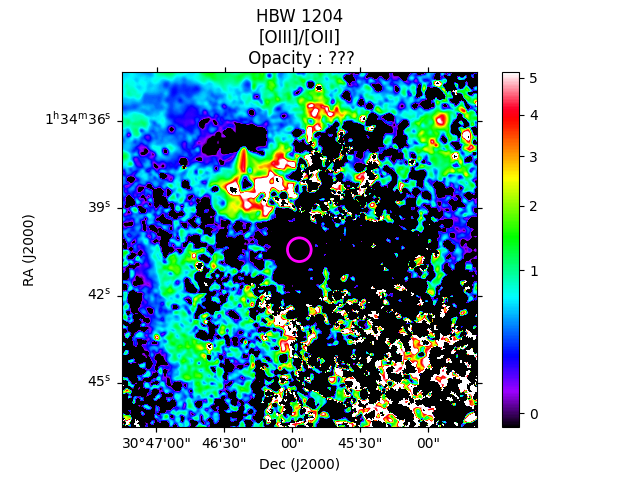 HBW 1204
[OIII]/[OII]
Opacity : ???
1h34m36s
39s
42s
45s
RA (J2000)
30°47'00" 46'30" 00" 45'30" 00"
Dec (J2000)
5
4
3
2
1
0